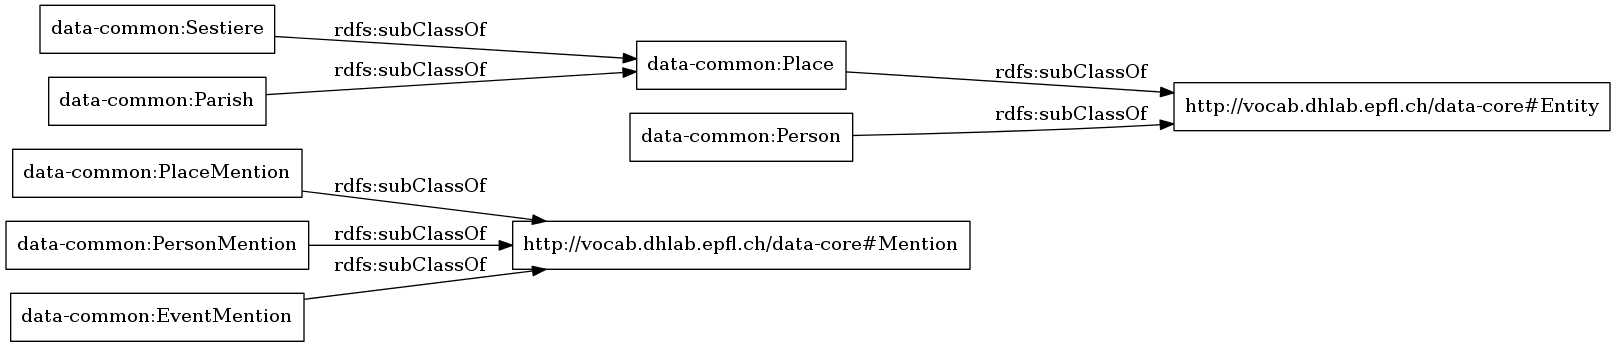 data-common:Sestiere
rdfs:subClassOf
data-common:Parish
rdfs:subClassOf
data-common:Place
rdfs:subClassOf
data-common:Person
rdfs:subClassOf
http://vocab.dhlab.epfl.ch/data-core#Entity
data-common:PlaceMention
rdfs:subClassOf
data-common:PersonMention
rdfs:subClassOf
data-common:EventMention
rdfs:subClassOf
http://vocab.dhlab.epfl.ch/data-core#Mention